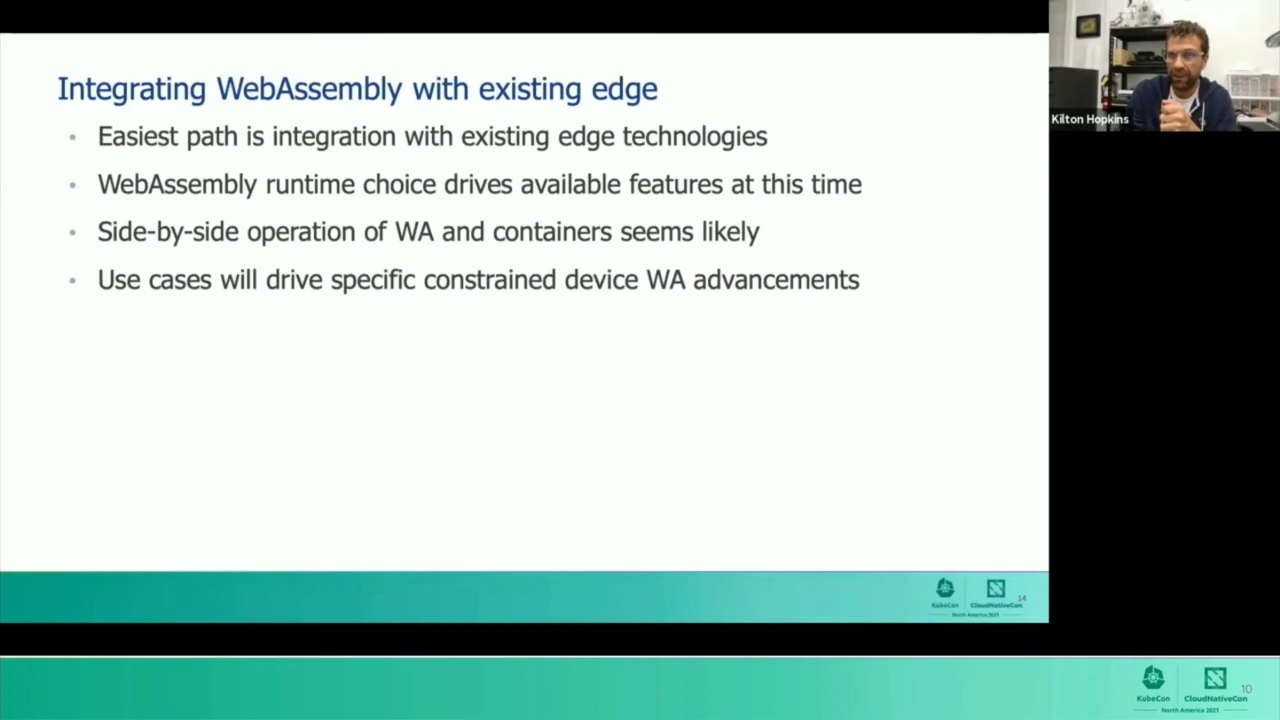 Integrating WebAssembly with existing edge
• Easiest path is integration with existing edge technologies
• WebAssembly runtime choice drives available features at this time
• Side-by-side operation of WA and containers seems likely
• Use cases will drive specific constrained device WA advancements
Kilton Hopkins
KubeCon
CloudNativeCon
North America 2021
14
KubeCon
CloudNativeCon
North America 2021
10